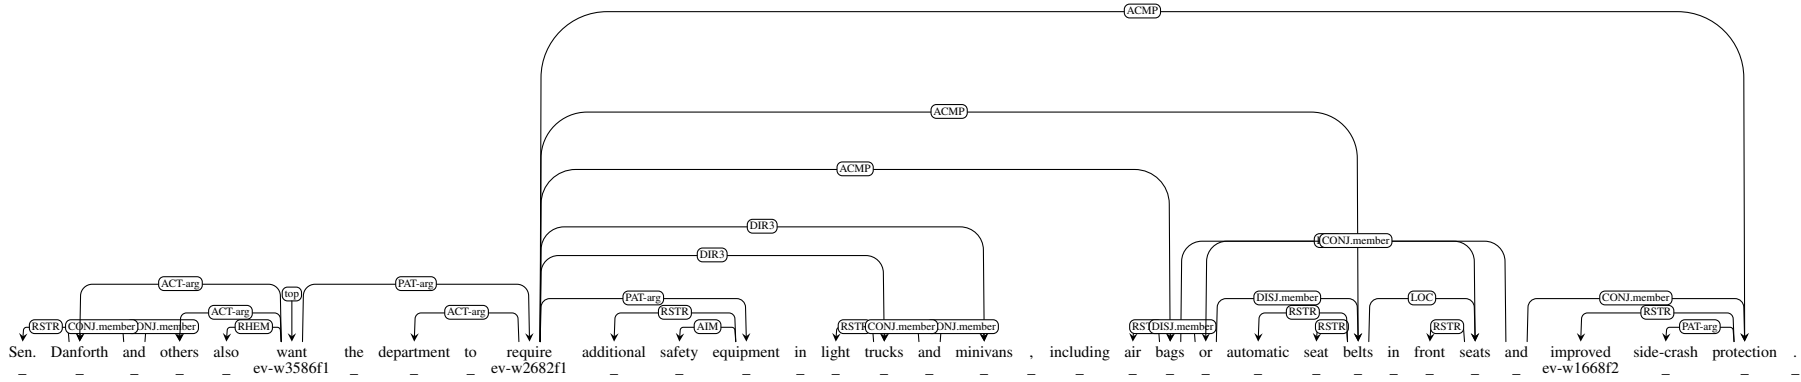 ACMP
ACMP
ACMP
DIR3
CONJ.member
DIR3
ACT-arg PAT-arg
top
PAT-arg DISJ.member LOC CONJ.member
ACT-arg ACT-arg RSTR RSTR RSTR
RSTR CONJ.member RHEM AIM CONJ.member DISJ.member RSTR RSTR PAT-arg
Sen. Danforth and others also want the department to require additional safety equipment in light trucks and minivans , including air bags or automatic seat belts in front seats and improved side-crash protection .
ev-w3586f1 ev-w2682f1 ev-w1668f2
_ _ _ _ _ _ _ _ _ _ _ _ _ _ _ _ _ _ _ _ _ _ _ _ _ _ _ _ _ _ _